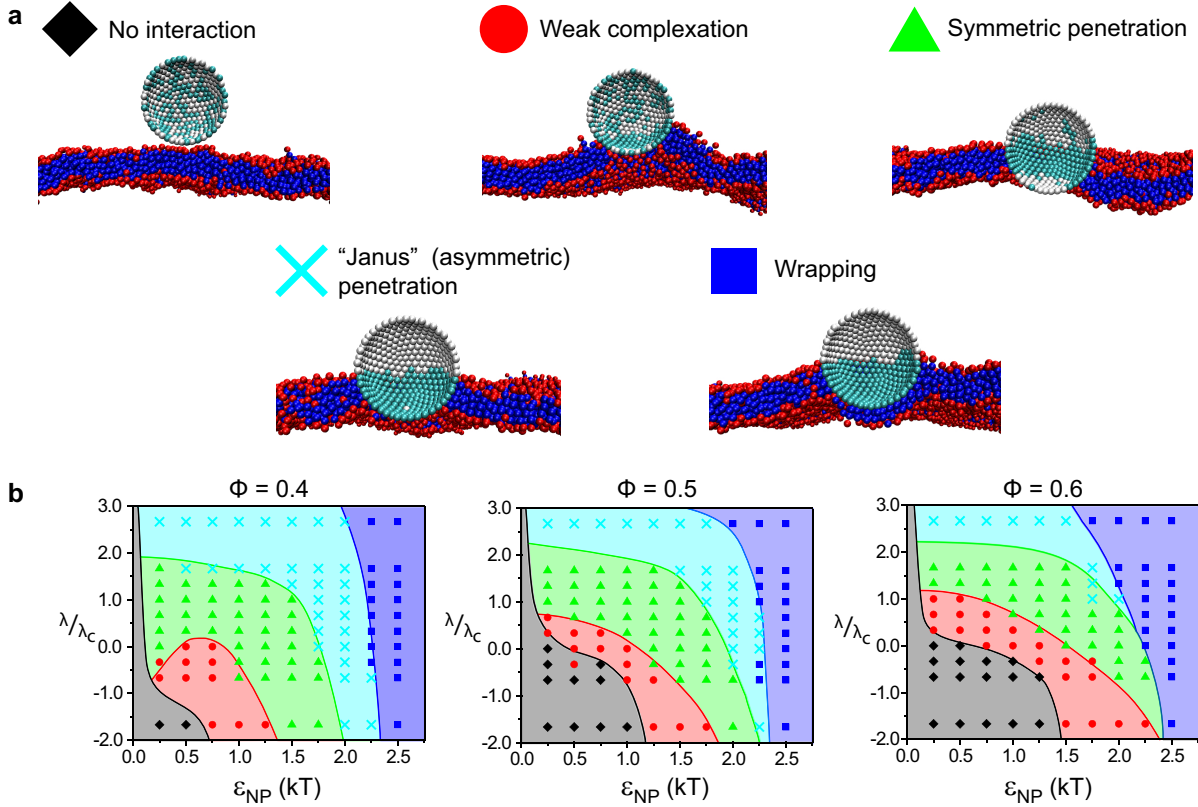 a
No interaction
Weak complexation
Symmetric penetration
“Janus” (asymmetric)
penetration
Wrapping
b
Φ = 0.4
3.0
2.0
1.0
0.0
-1.0
-2.0
λ/λc
0.0 0.5 1.0 1.5 2.0 2.5
εNP (kT)
Φ = 0.5
3.0
2.0
1.0
0.0
-1.0
-2.0
λ/λc
0.0 0.5 1.0 1.5 2.0 2.5
εNP (kT)
Φ = 0.6
3.0
2.0
1.0
0.0
-1.0
-2.0
λ/λc
0.0 0.5 1.0 1.5 2.0 2.5
εNP (kT)